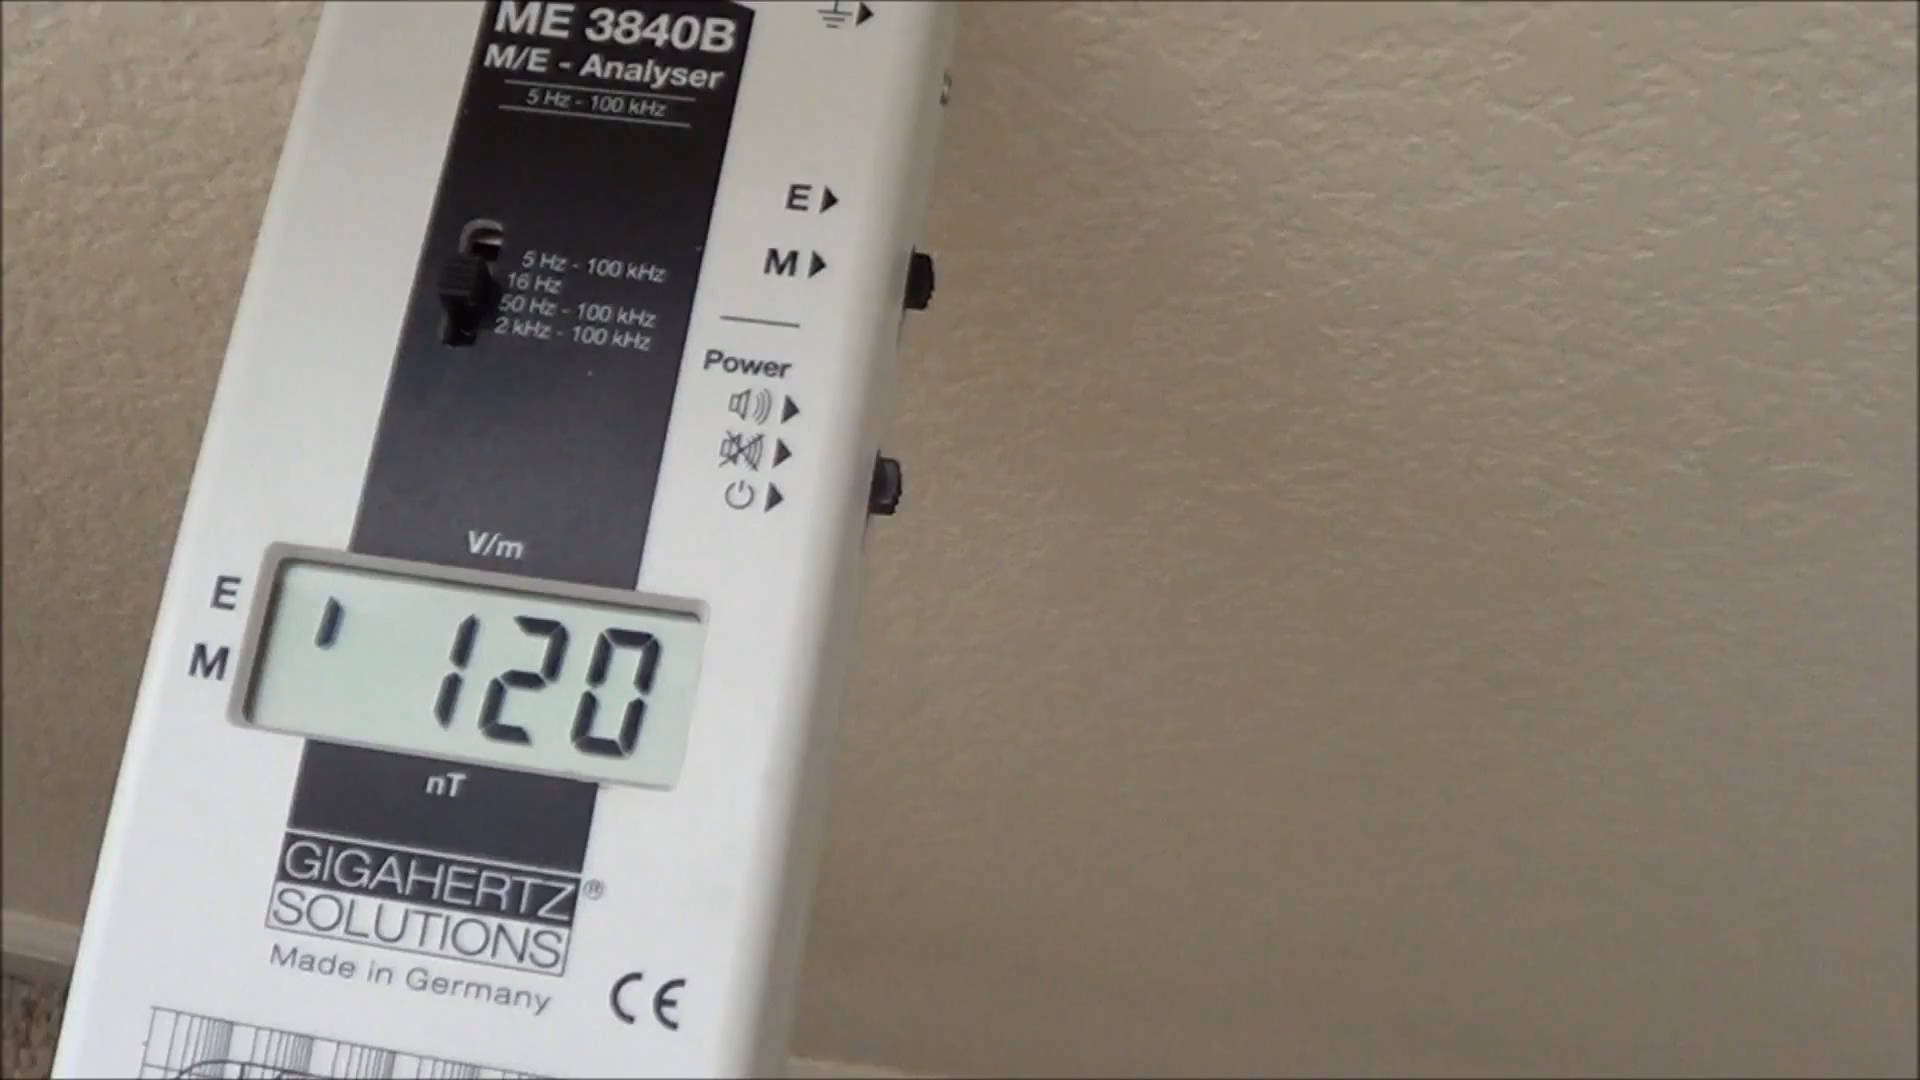 ME 3840B
M/E - Analyser
5 Hz - 100 kHz
E
M
5 Hz - 100 kHz
16 Hz
50 Hz - 100 kHz
2 kHz - 100 kHz
Power
V/m
E
M
120
nT
GIGAHERTZ®
SOLUTIONS
Made in Germany
CE